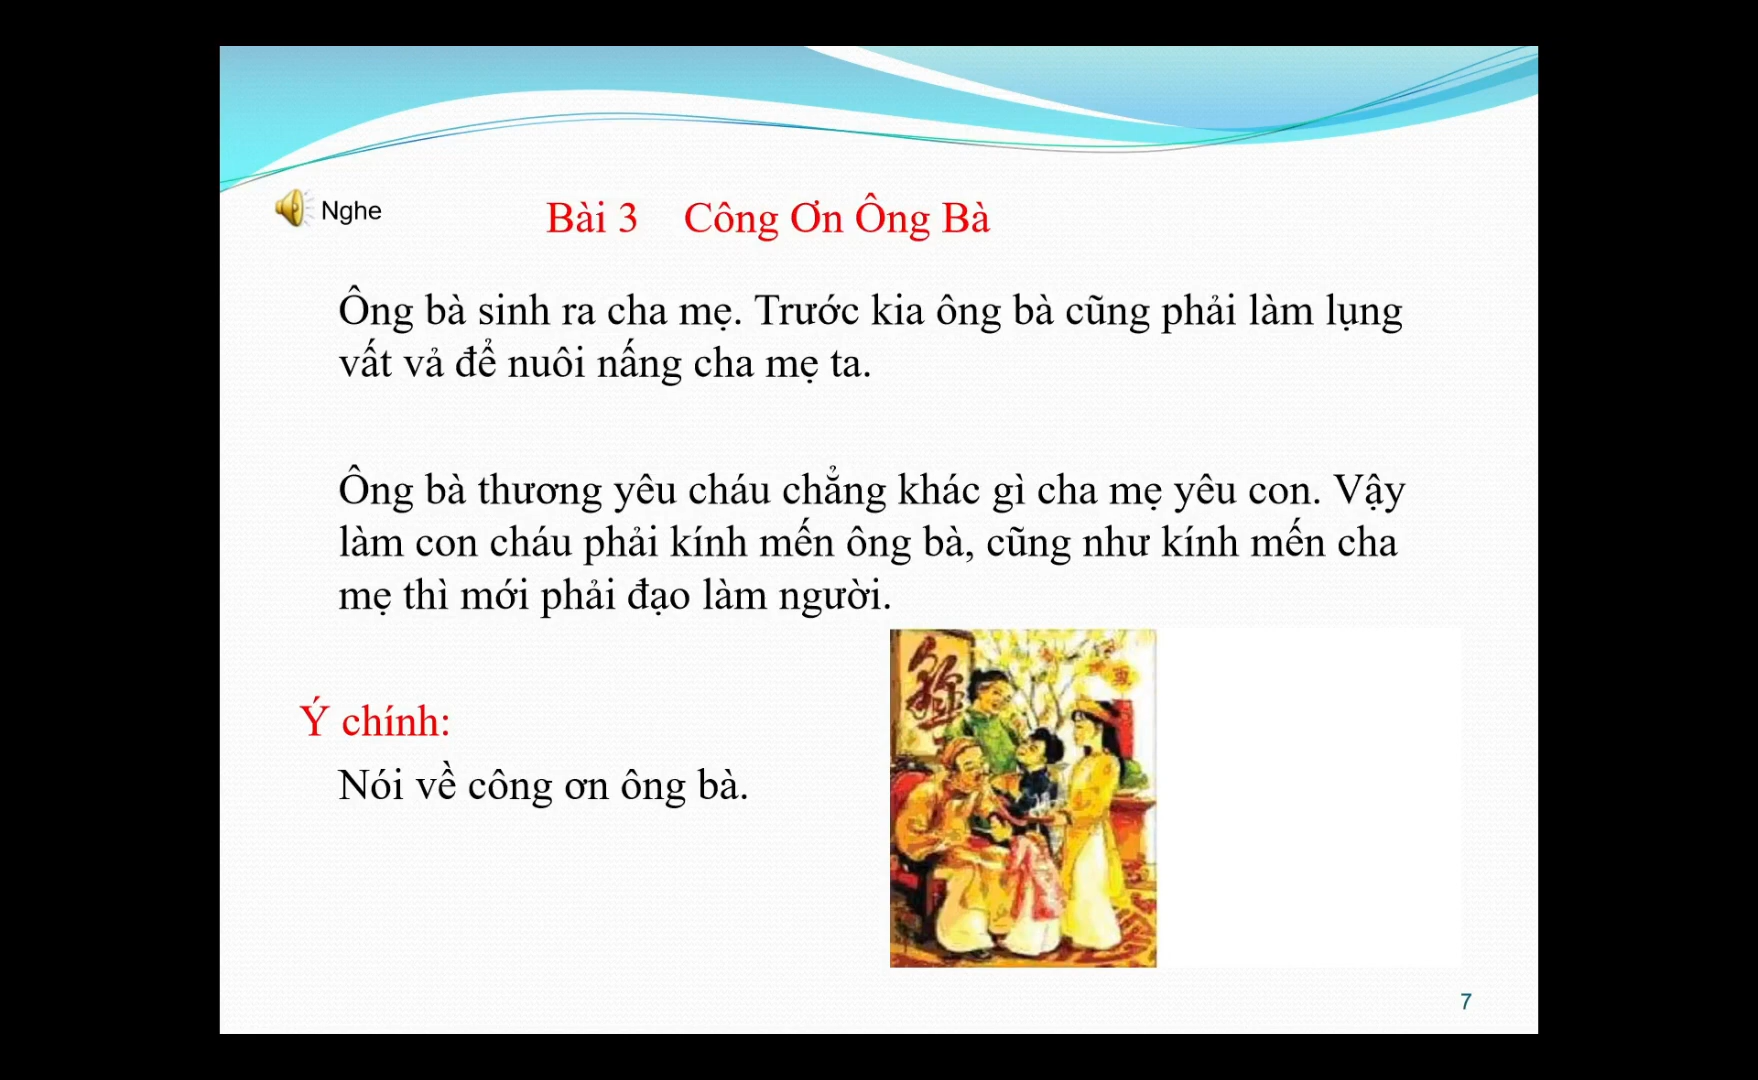 Nghe
Bài 3 Công Ơn Ông Bà
Ông bà sinh ra cha mẹ. Trước kia ông bà cũng phải làm lụng
vất vả để nuôi nấng cha mẹ ta.
Ông bà thương yêu cháu chẳng khác gì cha mẹ yêu con. Vậy
làm con cháu phải kính mến ông bà, cũng như kính mến cha
mẹ thì mới phải đạo làm người.
Ý chính:
Nói về công ơn ông bà.
7